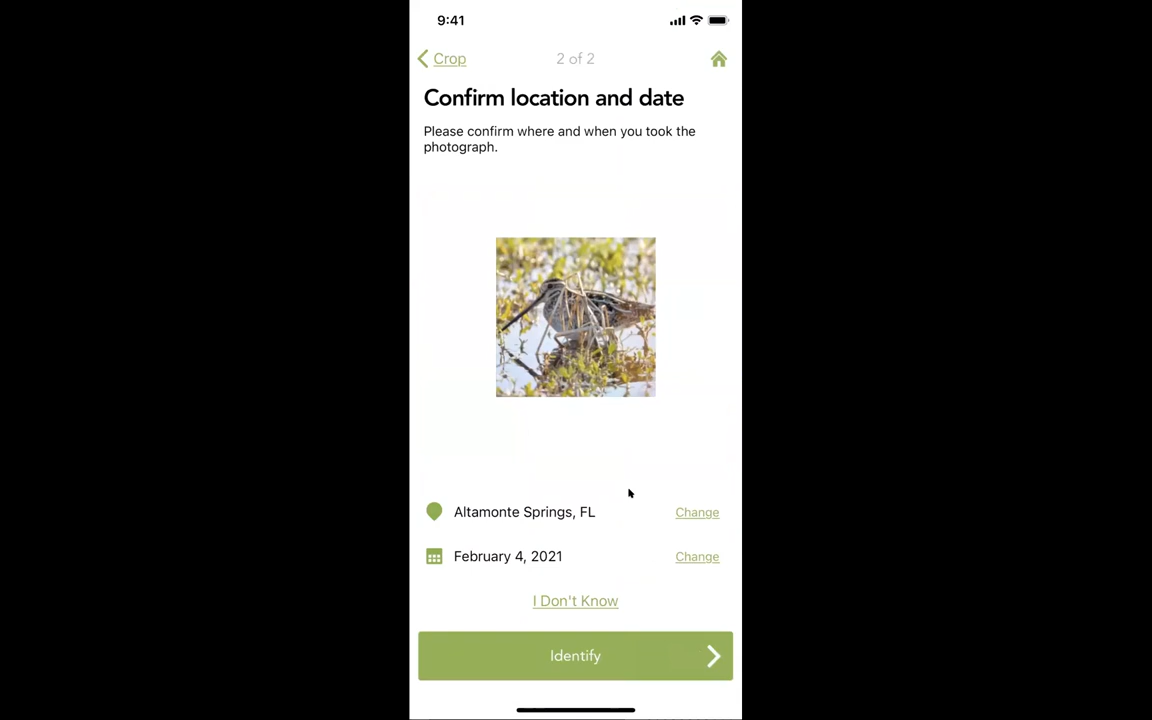 9:41
Crop
2 of 2
Confirm location and date
Please confirm where and when you took the
photograph.
Altamonte Springs, FL
Change
February 4, 2021
Change
I Don't Know
Identify